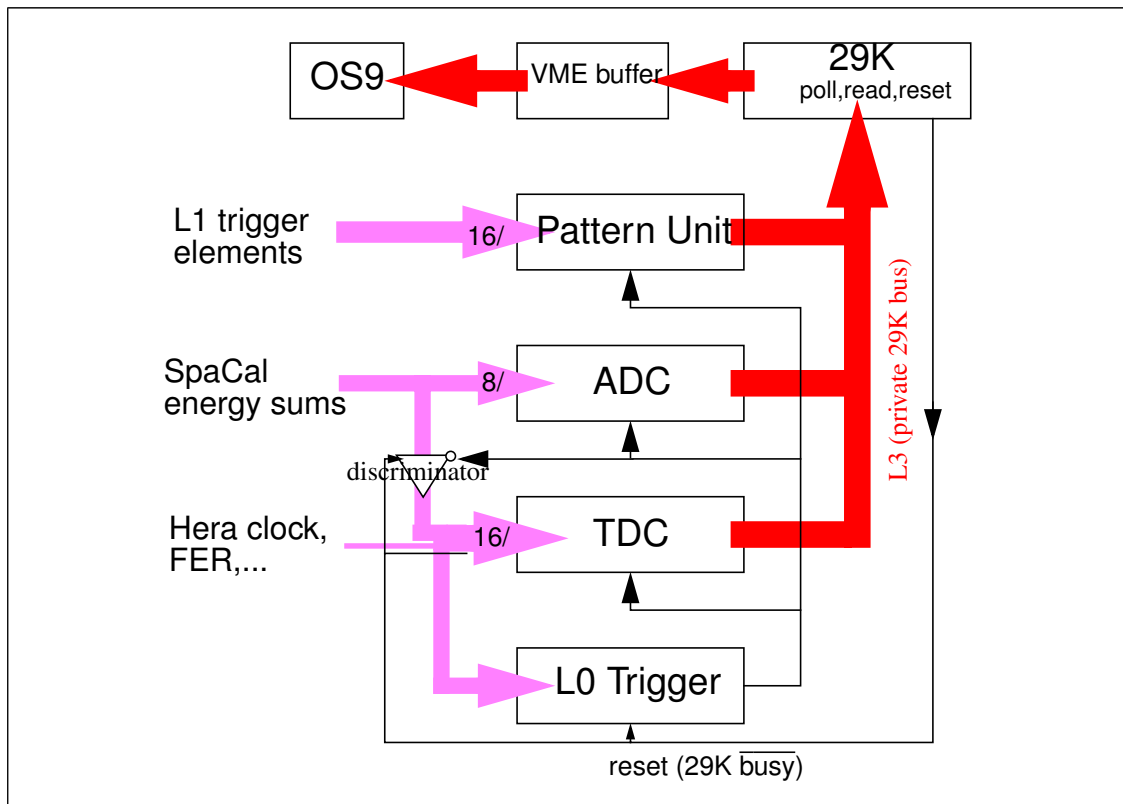 OS9
VME buffer
29K
poll,read,reset
L1 trigger
elements
16/
Pattern Unit
SpaCal
energy sums
8/
ADC
L3 (private 29K bus)
discriminator
Hera clock,
FER,...
16/
TDC
L0 Trigger
reset (29K busy)